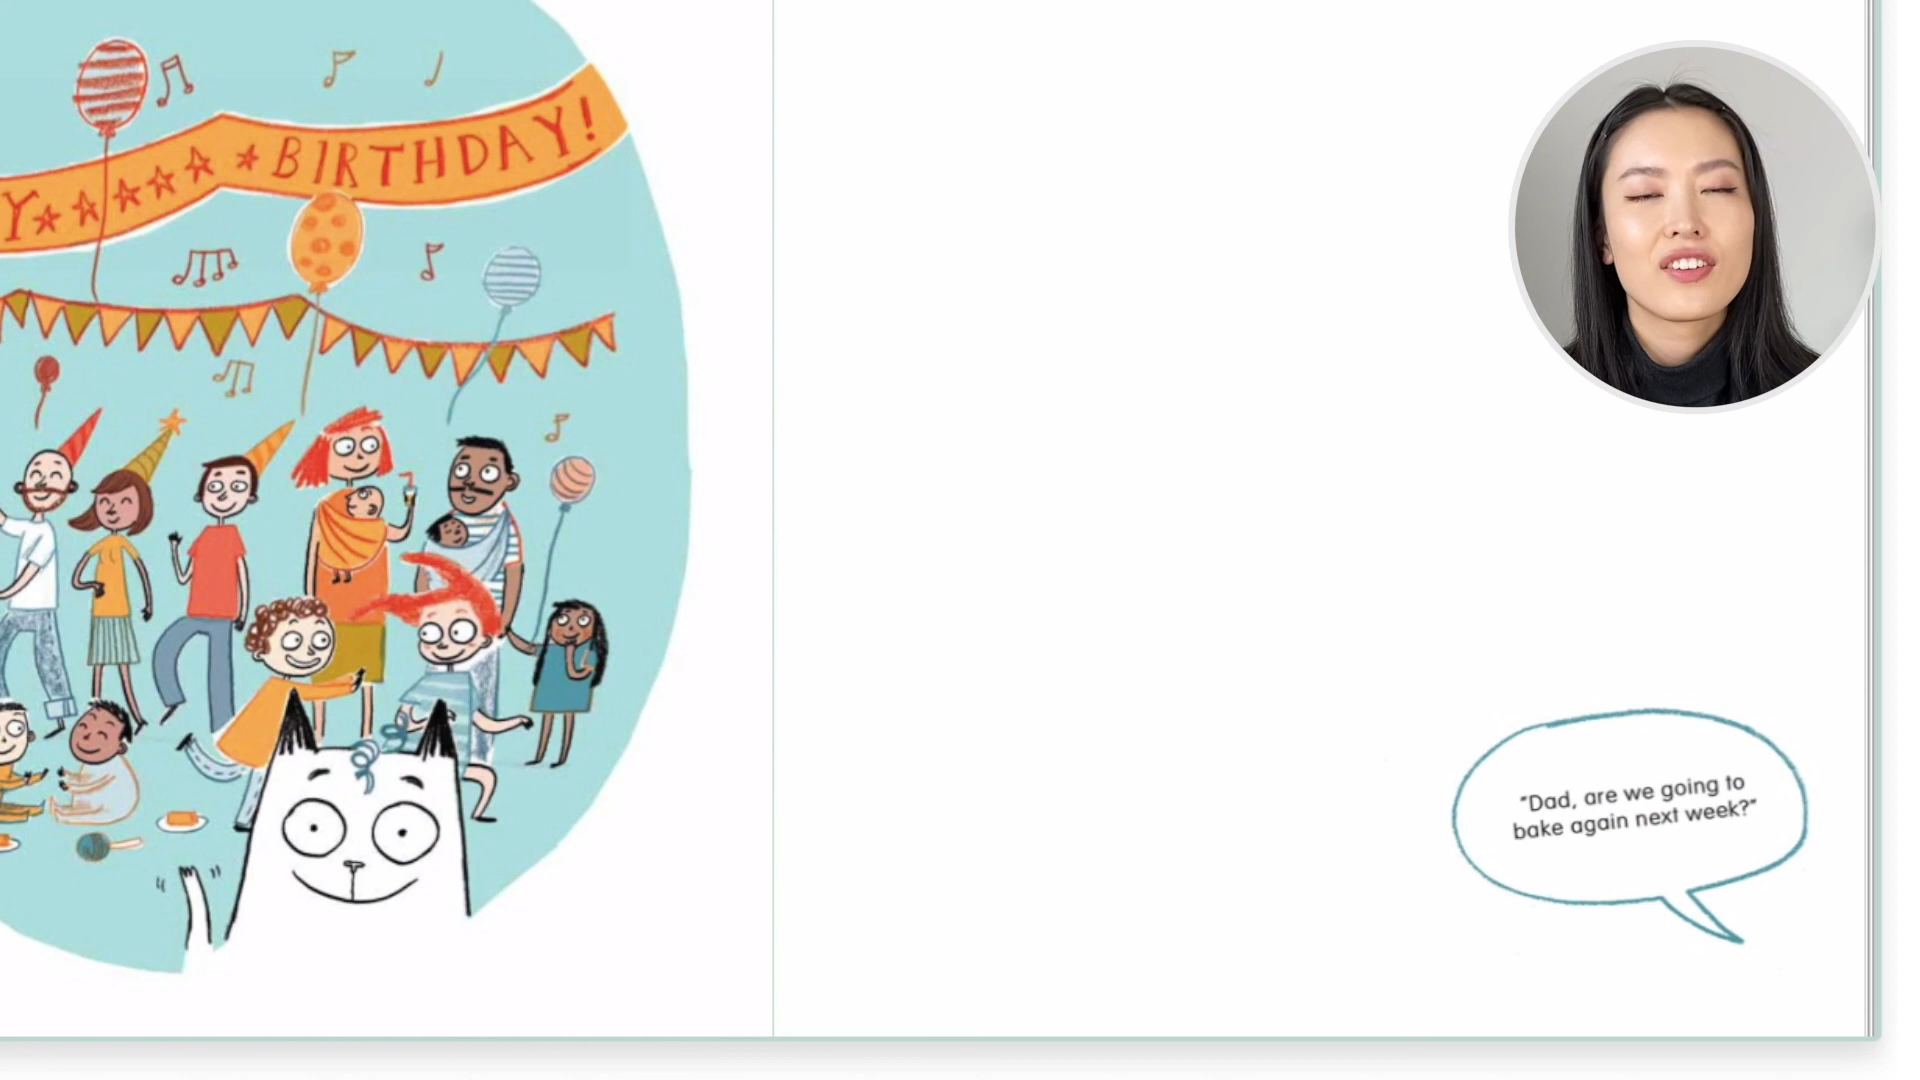 Y ★★★★★ ★ BIRTHDAY!
"Dad, are we going to
bake again next week?"